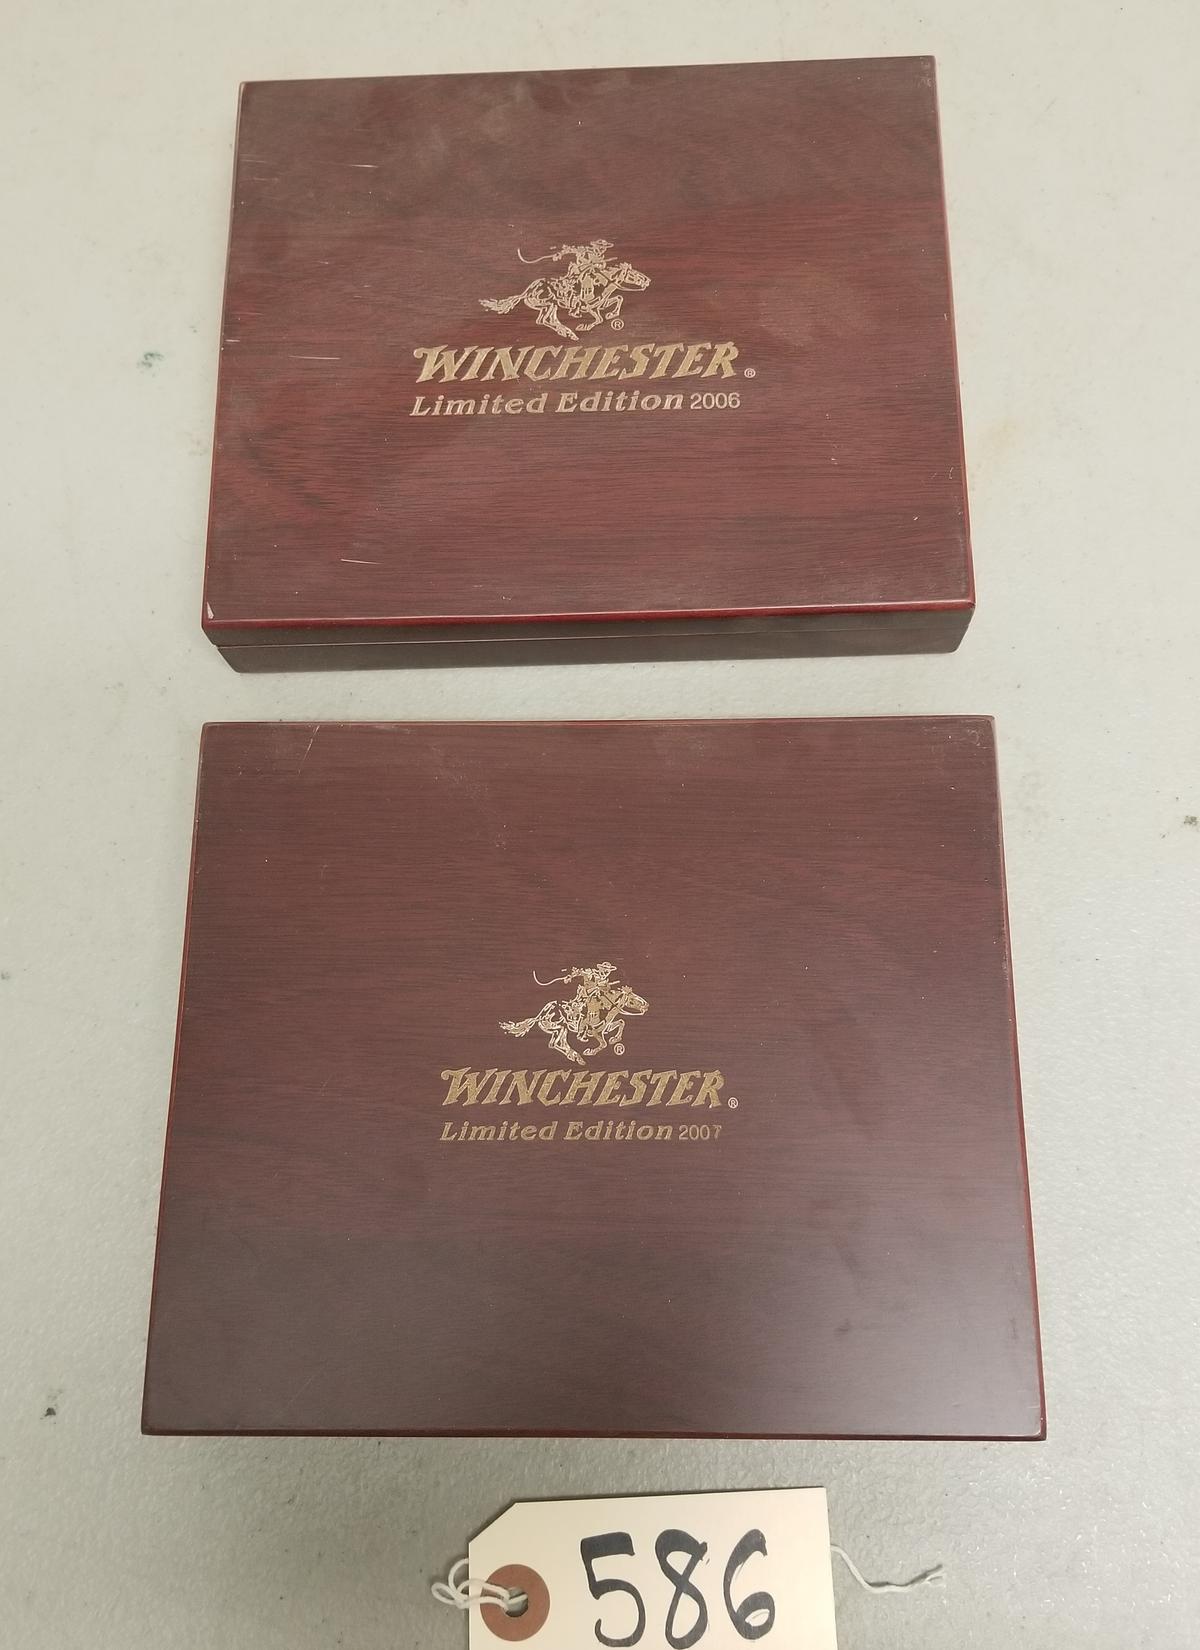 ®
WINCHESTER®
Limited Edition 2006
®
WINCHESTER®
Limited Edition 2007
586